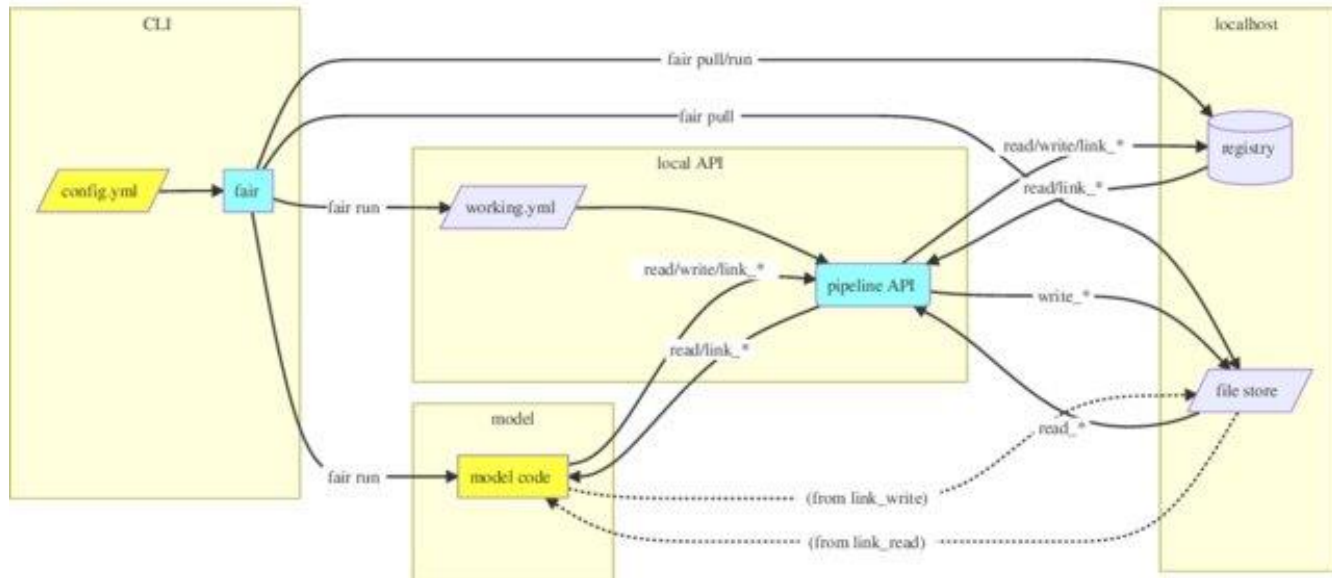 CLI
localhost
fair pull/run
fair pull
read/write/link_*
registry
local API
config.yml
fair
read/link_*
fair run
working.yml
read/write/link_*
pipeline API
write_*
read/link_*
file store
model
read_*
fair run
model code
(from link_write)
(from link_read)